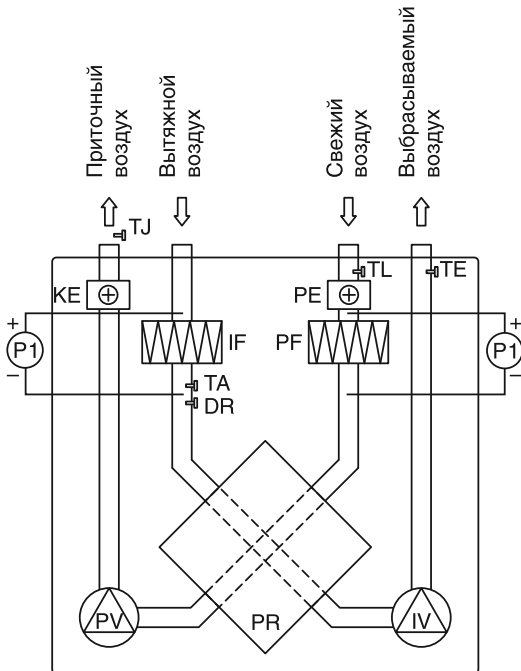 Приточный
воздух
Вытяжной
воздух
Свежий
воздух
Выбрасываемый
воздух
TJ
TL
TE
KE
PE
+
P1
−
IF
PF
+
P1
−
TA
DR
PV
PR
IV